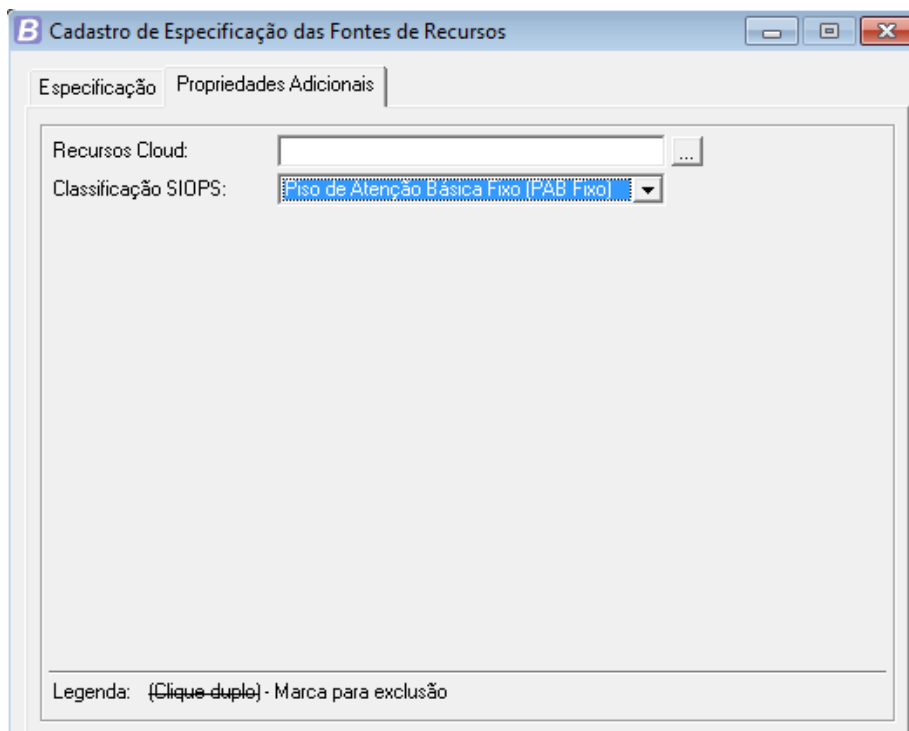 B Cadastro de Especificação das Fontes de Recursos
Especificação Propriedades Adicionais
Recursos Cloud: ...
Classificação SIOPS: Piso de Atenção Básica Fixo (PAB Fixo)
Legenda: (Clique duplo) - Marca para exclusão